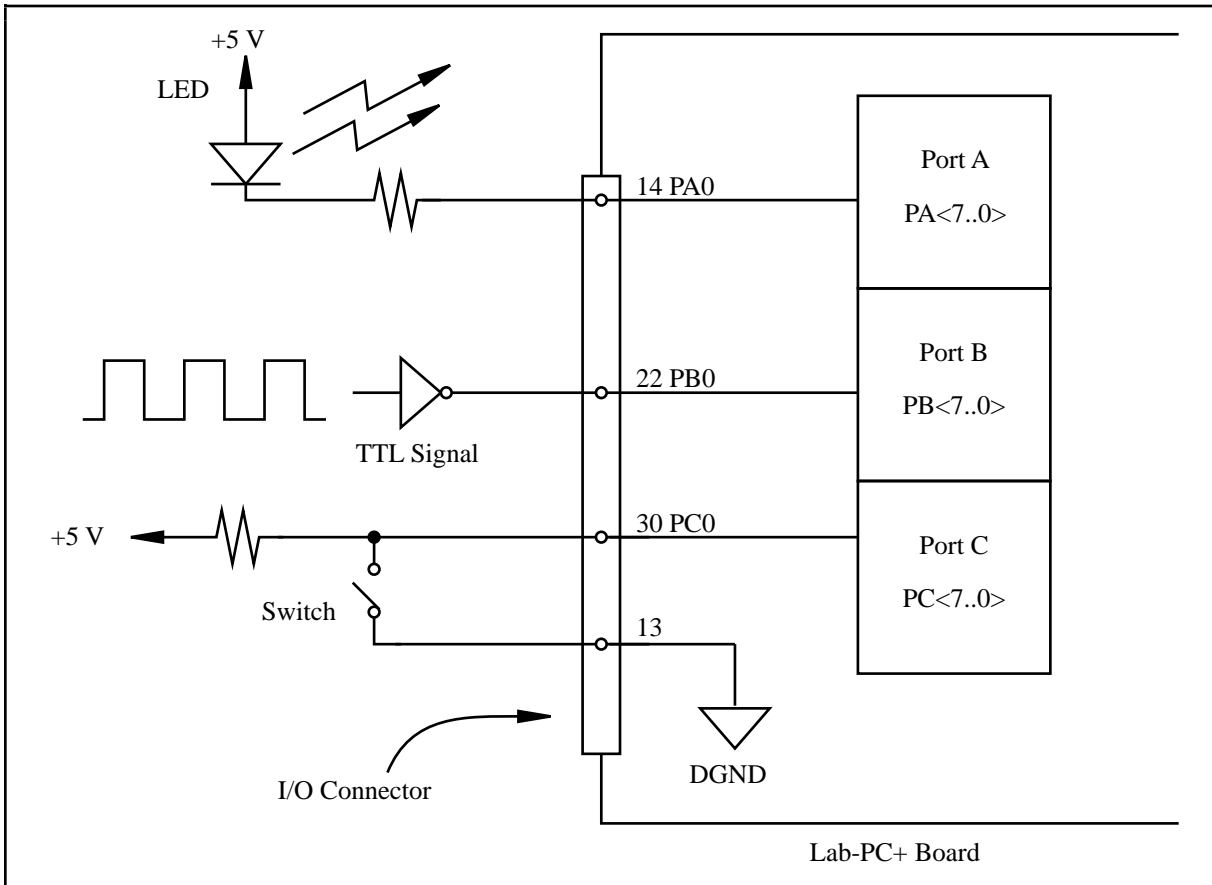 +5 V
LED
14 PA0
Port A
PA<7..0>
22 PB0
Port B
PB<7..0>
TTL Signal
+5 V
30 PC0
Port C
PC<7..0>
Switch
13
DGND
I/O Connector
Lab-PC+ Board